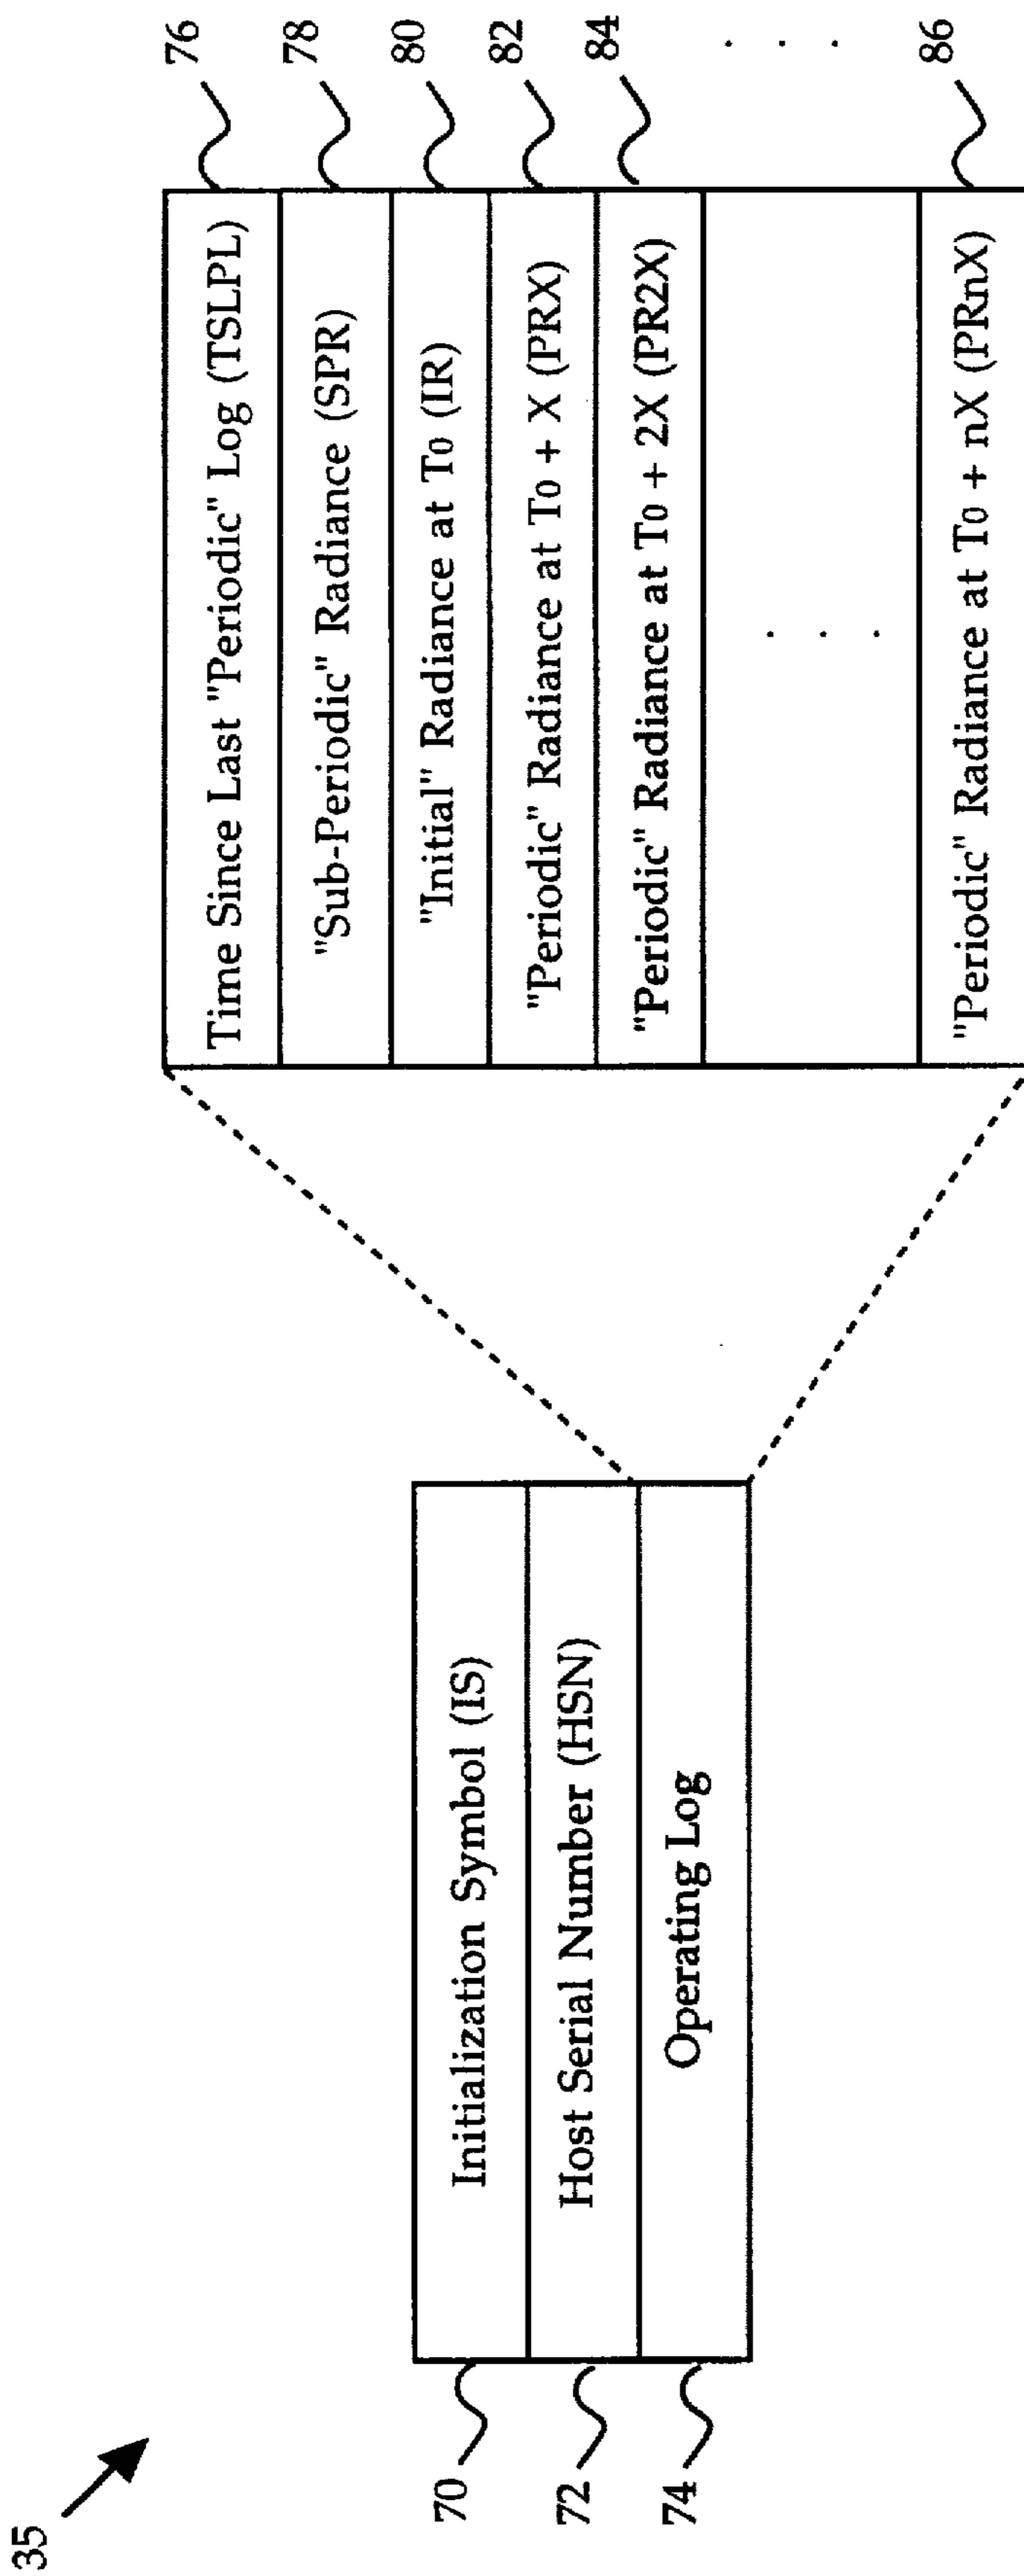 35
70
Initialization Symbol (IS)
72
Host Serial Number (HSN)
74
Operating Log
Time Since Last "Periodic" Log (TSLPL)
76
"Sub-Periodic" Radiance (SPR)
78
"Initial" Radiance at T0 (IR)
80
"Periodic" Radiance at T0 + X (PRX)
82
"Periodic" Radiance at T0 + 2X (PR2X)
84
. . .
. . .
"Periodic" Radiance at T0 + nX (PRnX)
86